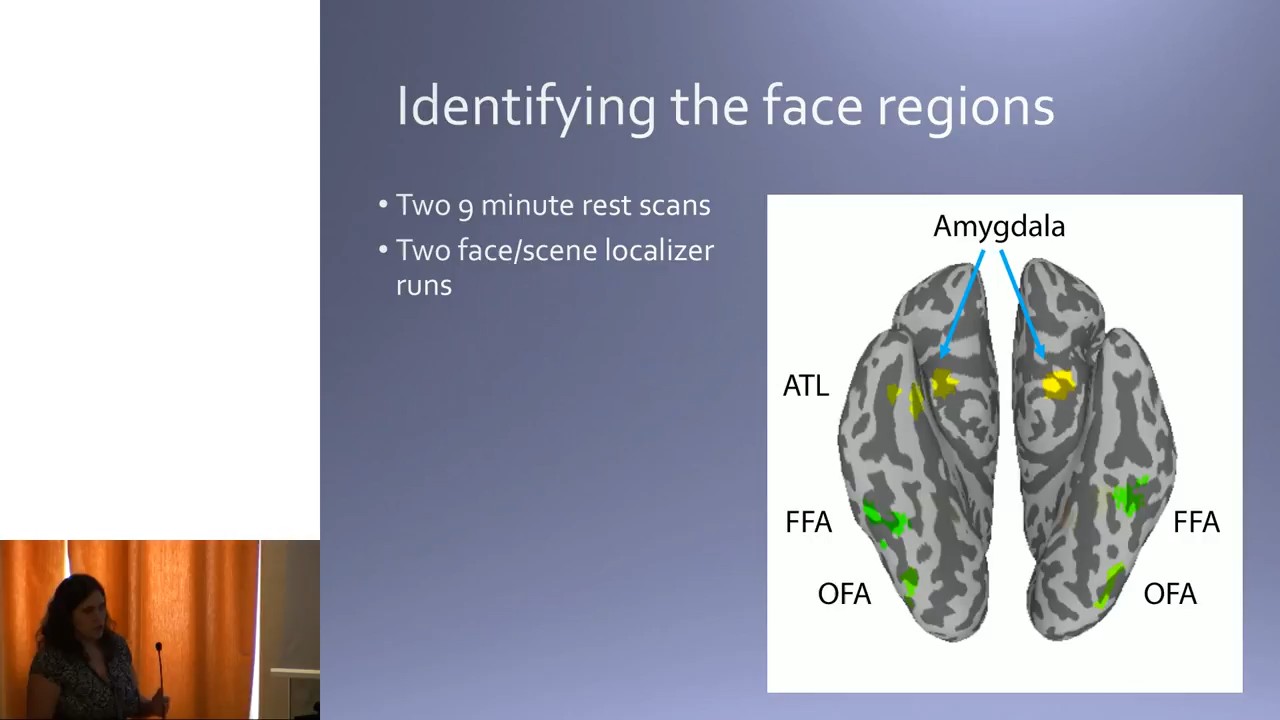 Identifying the face regions
• Two 9 minute rest scans
• Two face/scene localizer
runs
Amygdala
ATL
FFA
FFA
OFA
OFA